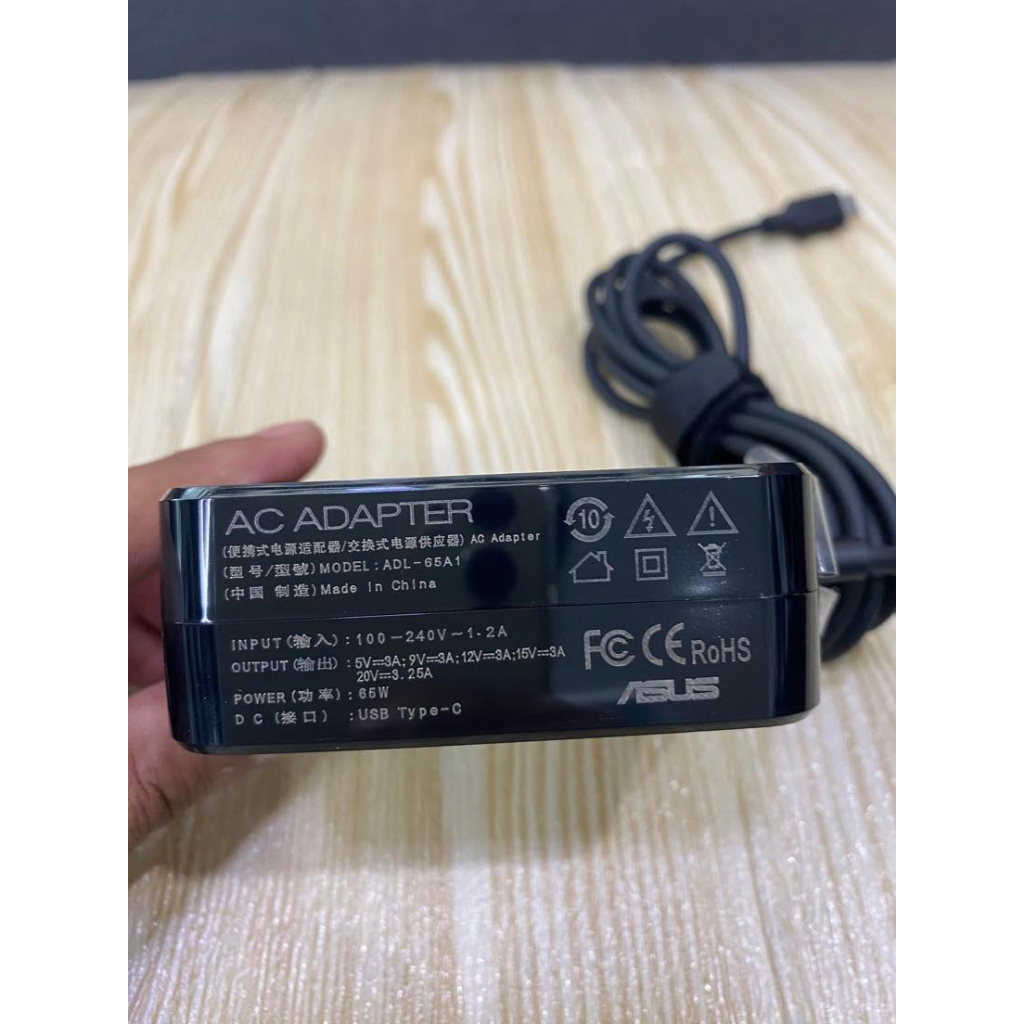 AC ADAPTER
(便携式电源适配器/交换式电源供应器) AC Adapter
(型号/型號) MODEL: ADL-65A1
(中国 制造) Made in China
10
INPUT (输入) : 100-240V~1.2A
OUTPUT (输出) : 5V⎓3A; 9V⎓3A; 12V⎓3A; 15V⎓3A
20V⎓3.25A
POWER (功率) : 65W
DC (接口) : USB Type-C
FC CE RoHS
ASUS